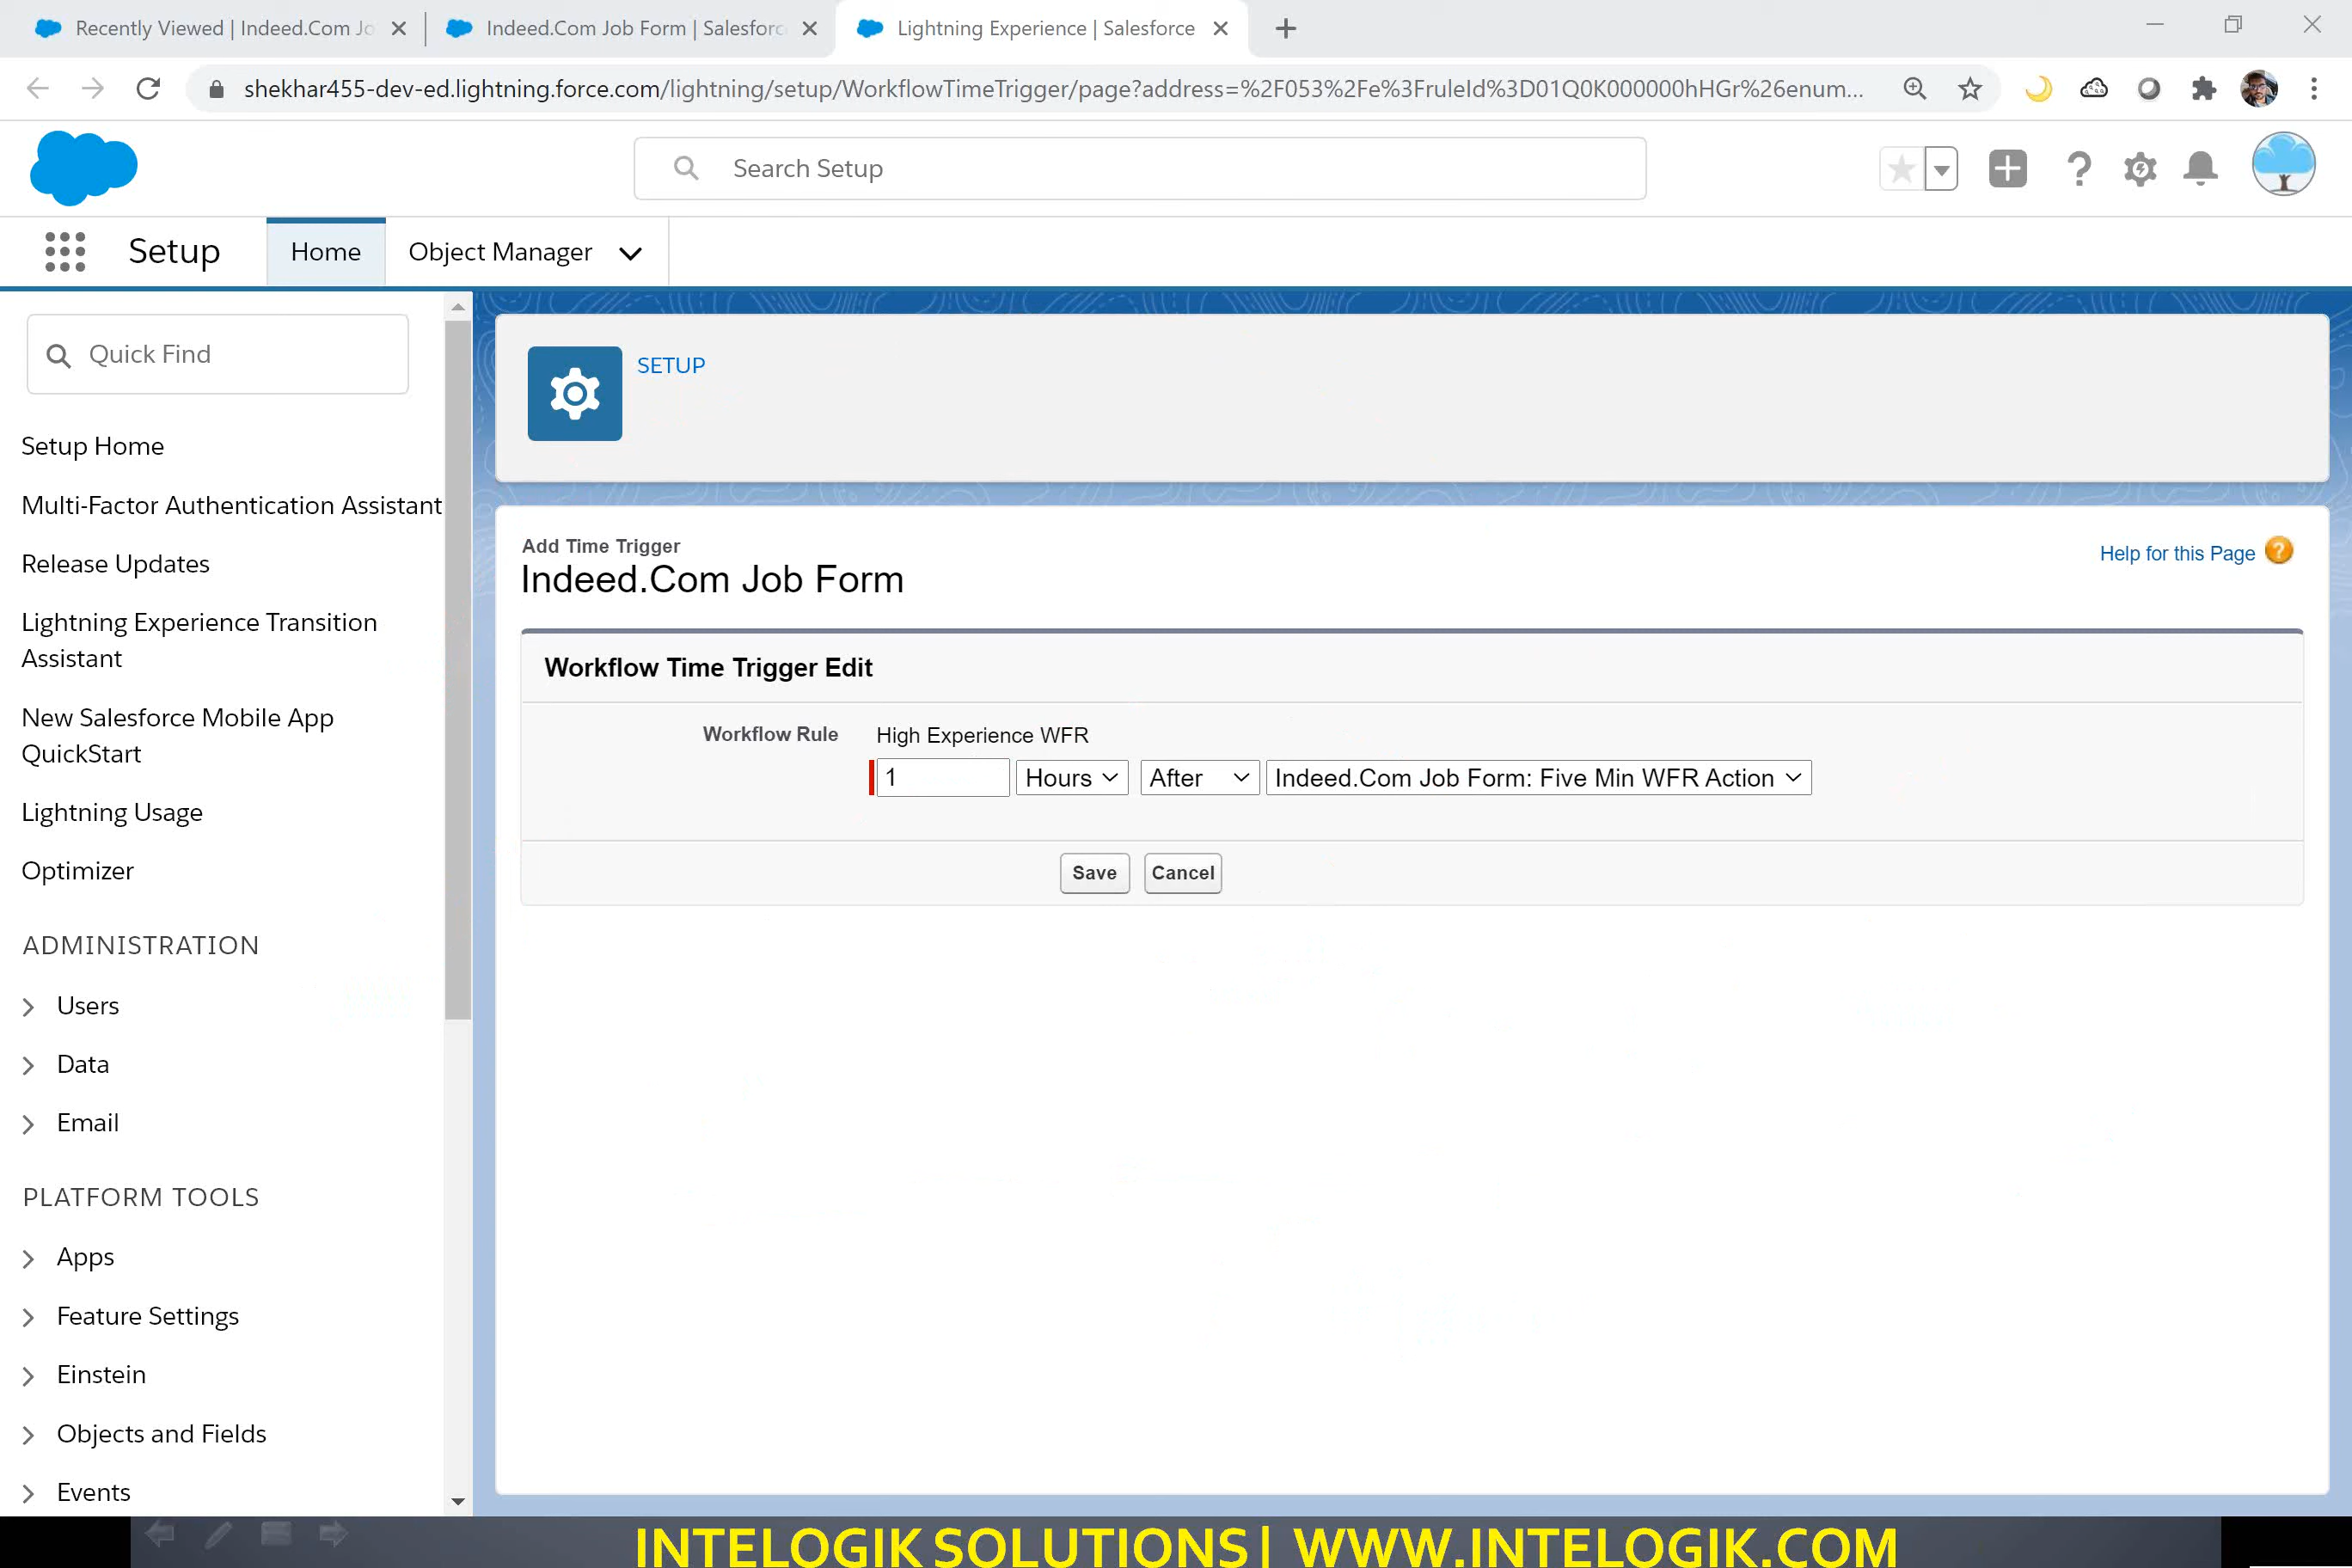 Recently Viewed | Indeed.Com Jo
Indeed.Com Job Form | Salesforc
Lightning Experience | Salesforce
shekhar455-dev-ed.lightning.force.com/lightning/setup/WorkflowTimeTrigger/page?address=%2F053%2Fe%3FruleId%3D01Q0K000000hHGr%26enum...
Search Setup
Setup
Home
Object Manager
Quick Find
Setup Home
Multi-Factor Authentication Assistant
Release Updates
Lightning Experience Transition
Assistant
New Salesforce Mobile App
QuickStart
Lightning Usage
Optimizer
ADMINISTRATION
Users
Data
Email
PLATFORM TOOLS
Apps
Feature Settings
Einstein
Objects and Fields
Events
SETUP
Add Time Trigger
Indeed.Com Job Form
Help for this Page
Workflow Time Trigger Edit
Workflow Rule High Experience WFR
1 Hours After Indeed.Com Job Form: Five Min WFR Action
Save Cancel
INTELOGIK SOLUTIONS | WWW.INTELOGIK.COM